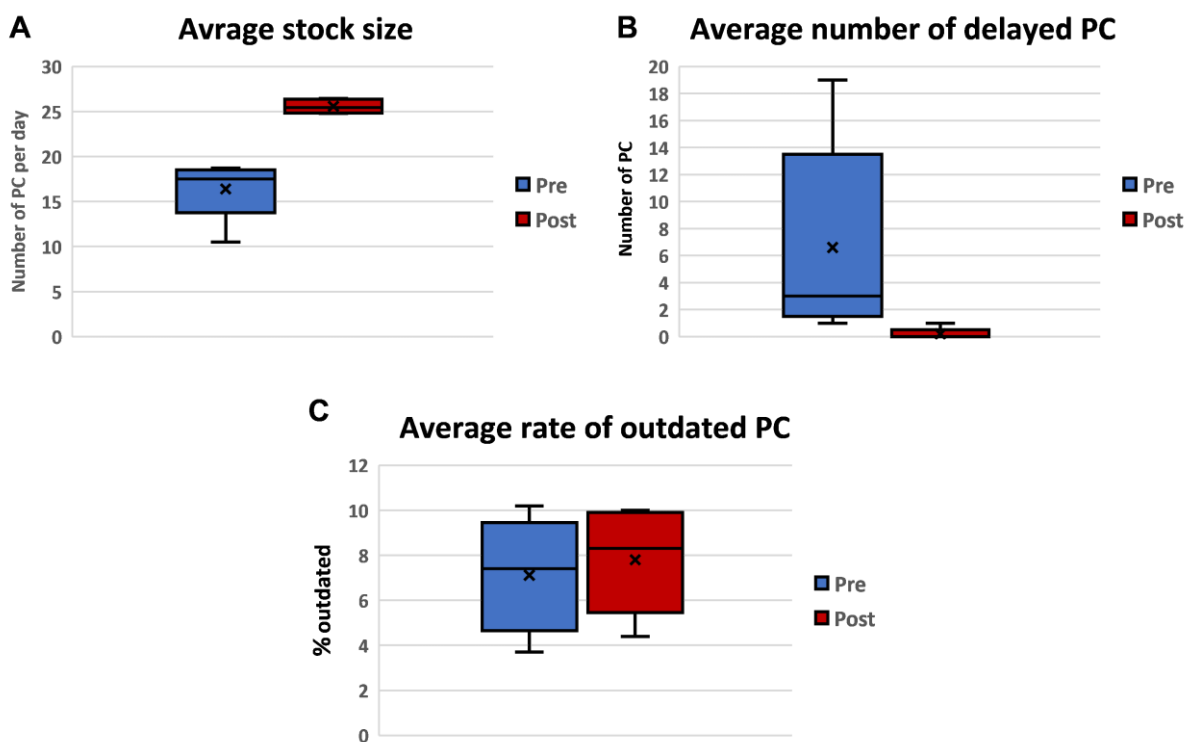 A
Avrage stock size
Number of PC per day
30
25
20
15
10
5
0
Pre
Post
B
Average number of delayed PC
Number of PC
20
18
16
14
12
10
8
6
4
2
0
Pre
Post
C
Average rate of outdated PC
% outdated
12
10
8
6
4
2
0
Pre
Post